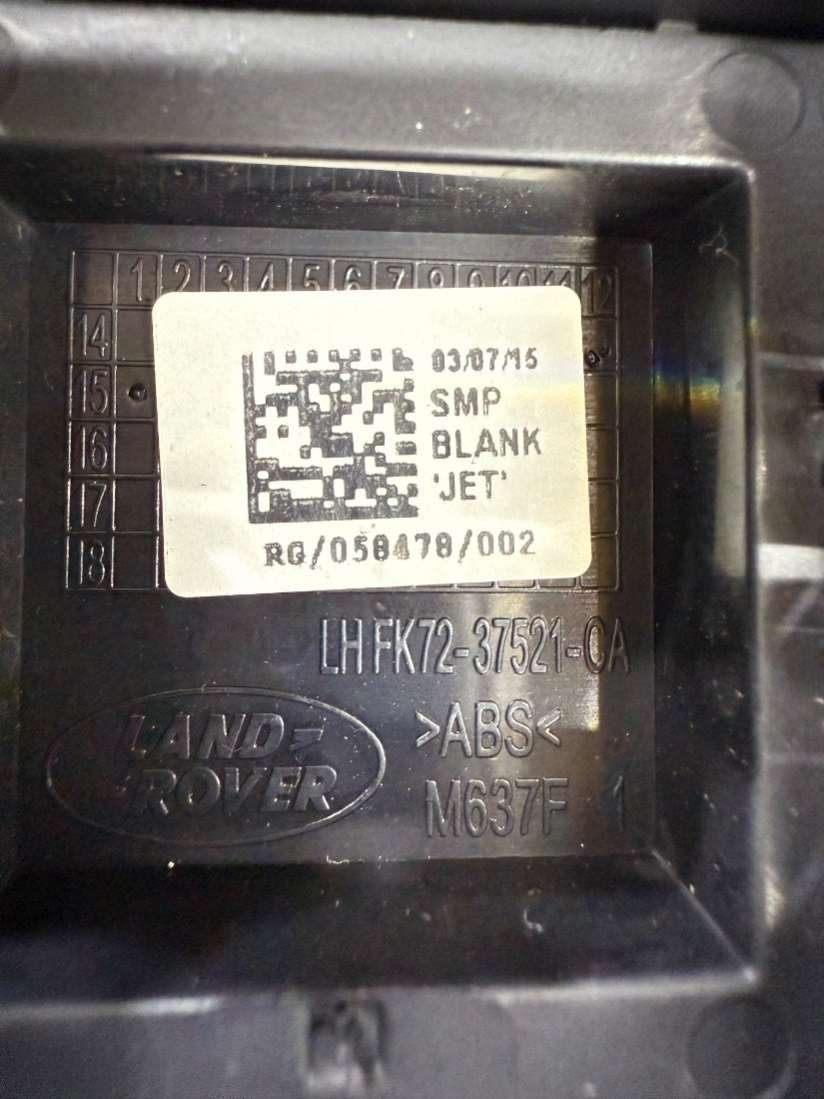 1 2 3 4 5 6 7 8 9 10 11 12
14
15
16
17
18
03/07/15
SMP
BLANK
'JET'
RG/058478/002
LH FK72-37521-CA
>ABS<
M637F 1
LAND-
ROVER